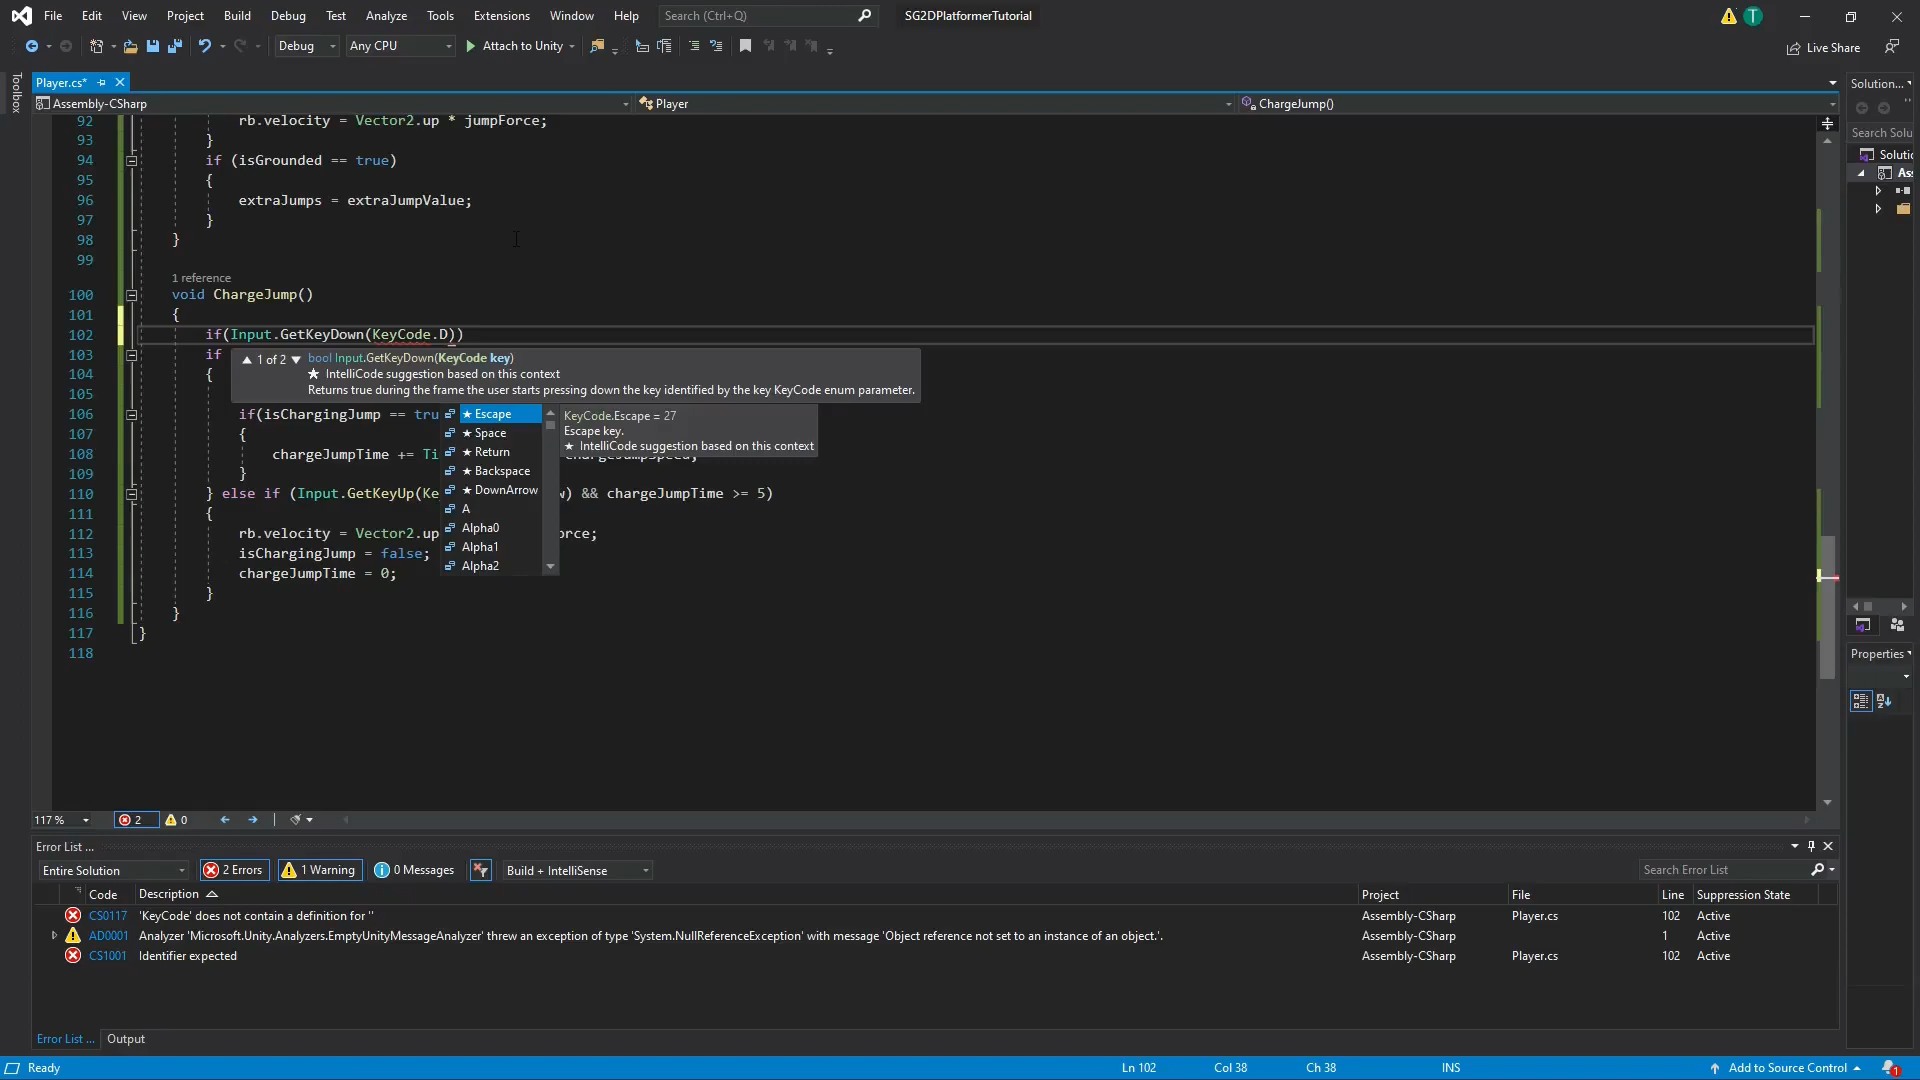 File Edit View Project Build Debug Test Analyze Tools Extensions Window Help Search (Ctrl+Q) SG2DPlatformerTutorial T
Debug Any CPU Attach to Unity Live Share
Toolbox
Player.cs*
Solution...
Assembly-CSharp Player ChargeJump()
Search Solu
Soluti
Ass
92 rb.velocity = Vector2.up * jumpForce;
93 }
94 if (isGrounded == true)
95 {
96 extraJumps = extraJumpValue;
97 }
98 }
99
1 reference
100 void ChargeJump()
101 {
102 if(Input.GetKeyDown(KeyCode.D))
103 if
104 {
105
106 if(isChargingJump == tru
107 {
108 chargeJumpTime += Ti
109 }
110 } else if (Input.GetKeyUp(Ke w) && chargeJumpTime >= 5)
111 {
112 rb.velocity = Vector2.up orce;
113 isChargingJump = false;
114 chargeJumpTime = 0;
115 }
116 }
117 }
118
1 of 2 bool Input.GetKeyDown(KeyCode key)
★ IntelliCode suggestion based on this context
Returns true during the frame the user starts pressing down the key identified by the key KeyCode enum parameter.
★ Escape
★ Space
★ Return
★ Backspace
★ DownArrow
A
Alpha0
Alpha1
Alpha2
KeyCode.Escape = 27
Escape key.
★ IntelliCode suggestion based on this context
Properties
117 % 2 0
Error List ...
Entire Solution 2 Errors 1 Warning 0 Messages Build + IntelliSense Search Error List
Code Description Project File Line Suppression State
CS0117 'KeyCode' does not contain a definition for '' Assembly-CSharp Player.cs 102 Active
AD0001 Analyzer 'Microsoft.Unity.Analyzers.EmptyUnityMessageAnalyzer' threw an exception of type 'System.NullReferenceException' with message 'Object reference not set to an instance of an object.'. Assembly-CSharp 1 Active
CS1001 Identifier expected Assembly-CSharp Player.cs 102 Active
Error List ... Output
Ready Ln 102 Col 38 Ch 38 INS Add to Source Control 1